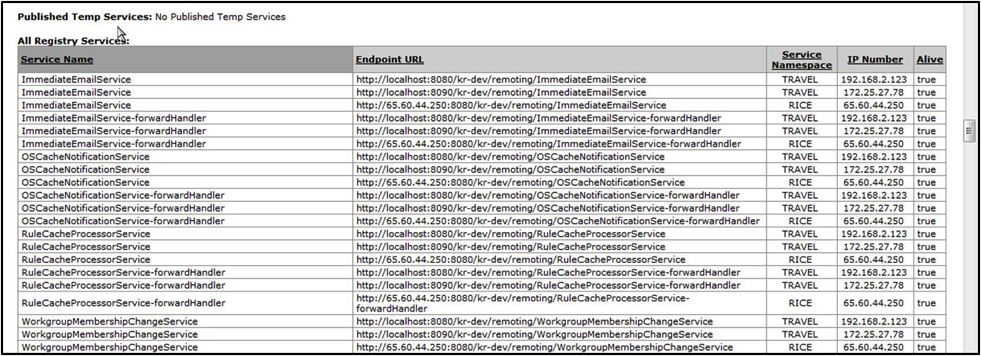 Published Temp Services: No Published Temp Services
All Registry Services:
Service Name Endpoint URL Service Namespace IP Number Alive
ImmediateEmailService http://localhost:8080/kr-dev/remoting/ImmediateEmailService TRAVEL 192.168.2.123 true
ImmediateEmailService http://localhost:8090/kr-dev/remoting/ImmediateEmailService TRAVEL 172.25.27.78 true
ImmediateEmailService http://65.60.44.250:8080/kr-dev/remoting/ImmediateEmailService RICE 65.60.44.250 true
ImmediateEmailService-forwardHandler http://localhost:8080/kr-dev/remoting/ImmediateEmailService-forwardHandler TRAVEL 192.168.2.123 true
ImmediateEmailService-forwardHandler http://localhost:8090/kr-dev/remoting/ImmediateEmailService-forwardHandler TRAVEL 172.25.27.78 true
ImmediateEmailService-forwardHandler http://65.60.44.250:8080/kr-dev/remoting/ImmediateEmailService-forwardHandler RICE 65.60.44.250 true
OSCacheNotificationService http://localhost:8080/kr-dev/remoting/OSCacheNotificationService TRAVEL 192.168.2.123 true
OSCacheNotificationService http://localhost:8090/kr-dev/remoting/OSCacheNotificationService TRAVEL 172.25.27.78 true
OSCacheNotificationService http://65.60.44.250:8080/kr-dev/remoting/OSCacheNotificationService RICE 65.60.44.250 true
OSCacheNotificationService-forwardHandler http://localhost:8080/kr-dev/remoting/OSCacheNotificationService-forwardHandler TRAVEL 192.168.2.123 true
OSCacheNotificationService-forwardHandler http://localhost:8090/kr-dev/remoting/OSCacheNotificationService-forwardHandler TRAVEL 172.25.27.78 true
OSCacheNotificationService-forwardHandler http://65.60.44.250:8080/kr-dev/remoting/OSCacheNotificationService-forwardHandler RICE 65.60.44.250 true
RuleCacheProcessorService http://localhost:8080/kr-dev/remoting/RuleCacheProcessorService TRAVEL 192.168.2.123 true
RuleCacheProcessorService http://localhost:8090/kr-dev/remoting/RuleCacheProcessorService TRAVEL 172.25.27.78 true
RuleCacheProcessorService http://65.60.44.250:8080/kr-dev/remoting/RuleCacheProcessorService RICE 65.60.44.250 true
RuleCacheProcessorService-forwardHandler http://localhost:8080/kr-dev/remoting/RuleCacheProcessorService-forwardHandler TRAVEL 192.168.2.123 true
RuleCacheProcessorService-forwardHandler http://localhost:8090/kr-dev/remoting/RuleCacheProcessorService-forwardHandler TRAVEL 172.25.27.78 true
RuleCacheProcessorService-forwardHandler http://65.60.44.250:8080/kr-dev/remoting/RuleCacheProcessorService-
forwardHandler RICE 65.60.44.250 true
WorkgroupMembershipChangeService http://localhost:8080/kr-dev/remoting/WorkgroupMembershipChangeService TRAVEL 192.168.2.123 true
WorkgroupMembershipChangeService http://localhost:8090/kr-dev/remoting/WorkgroupMembershipChangeService TRAVEL 172.25.27.78 true
WorkgroupMembershipChangeService http://65.60.44.250:8080/kr-dev/remoting/WorkgroupMembershipChangeService RICE 65.60.44.250 true